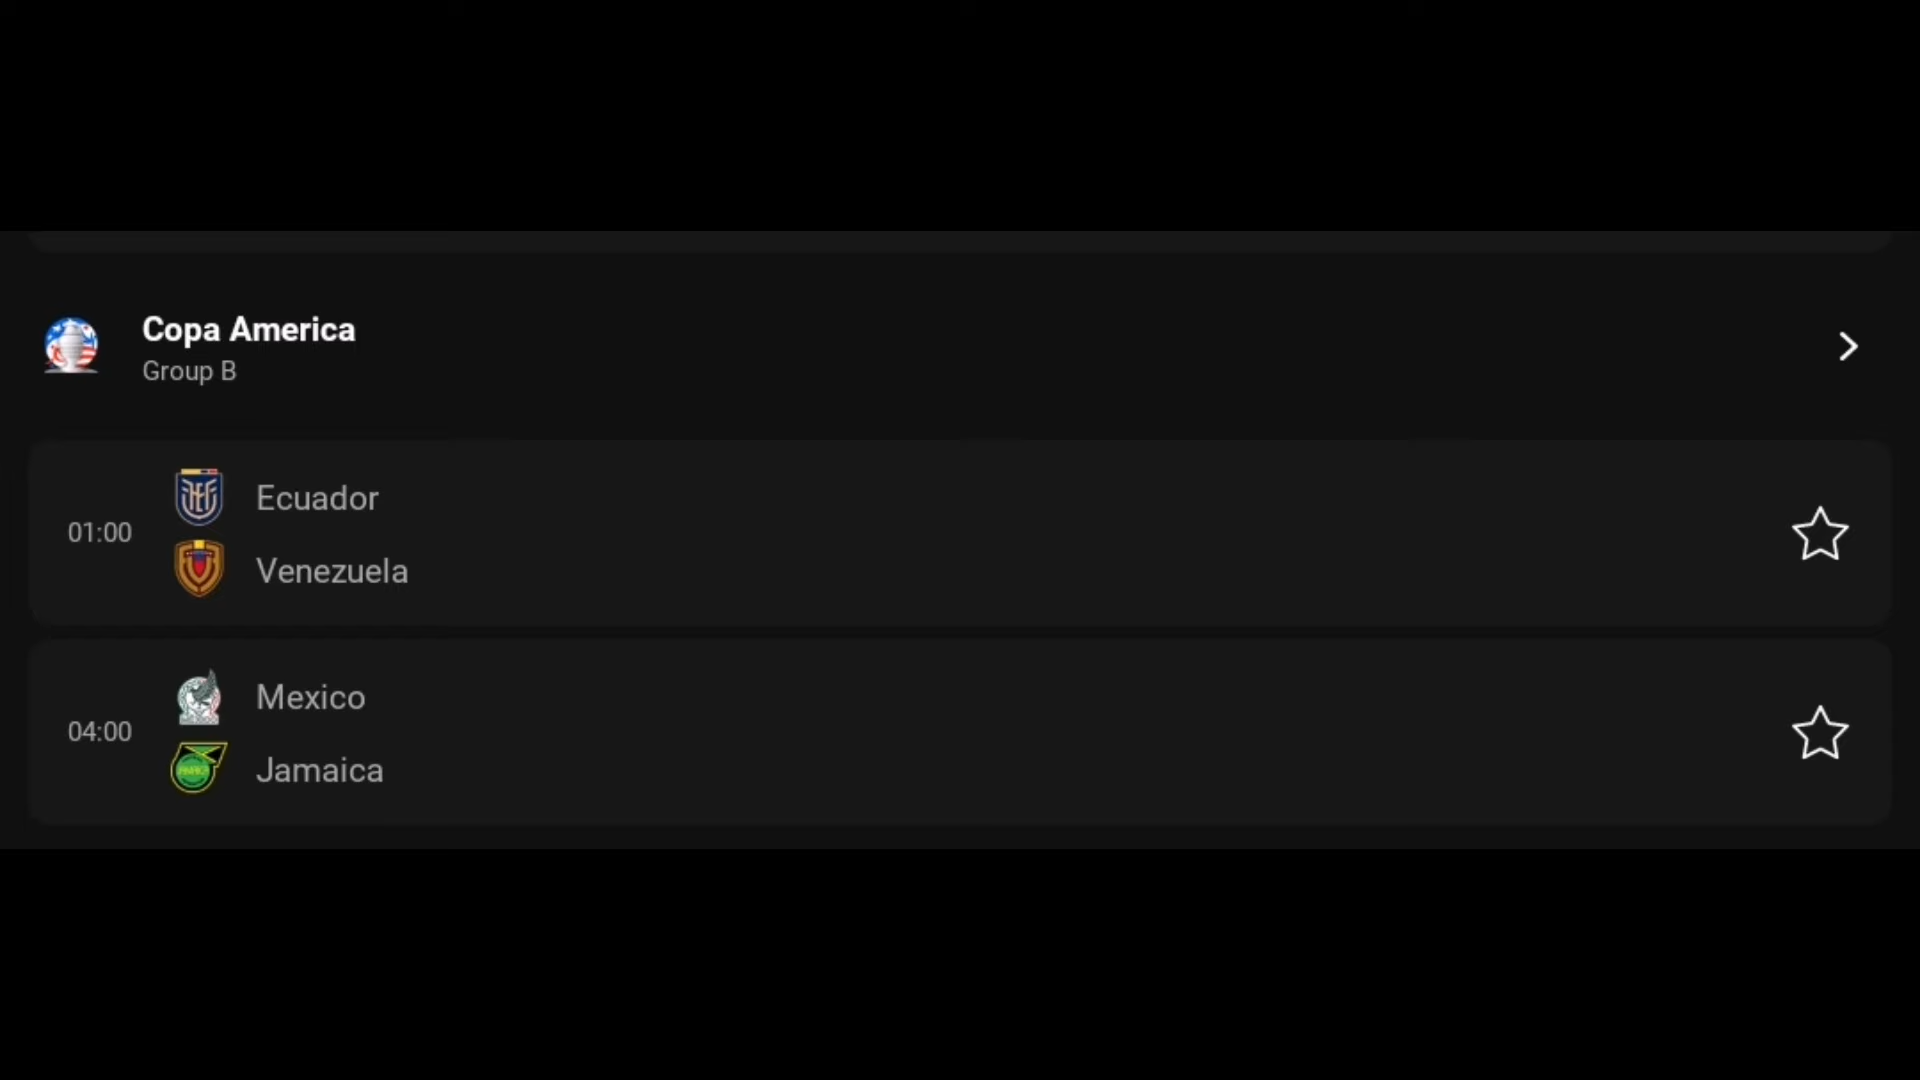 Copa America
Group B
01:00
Ecuador
Venezuela
04:00
Mexico
Jamaica